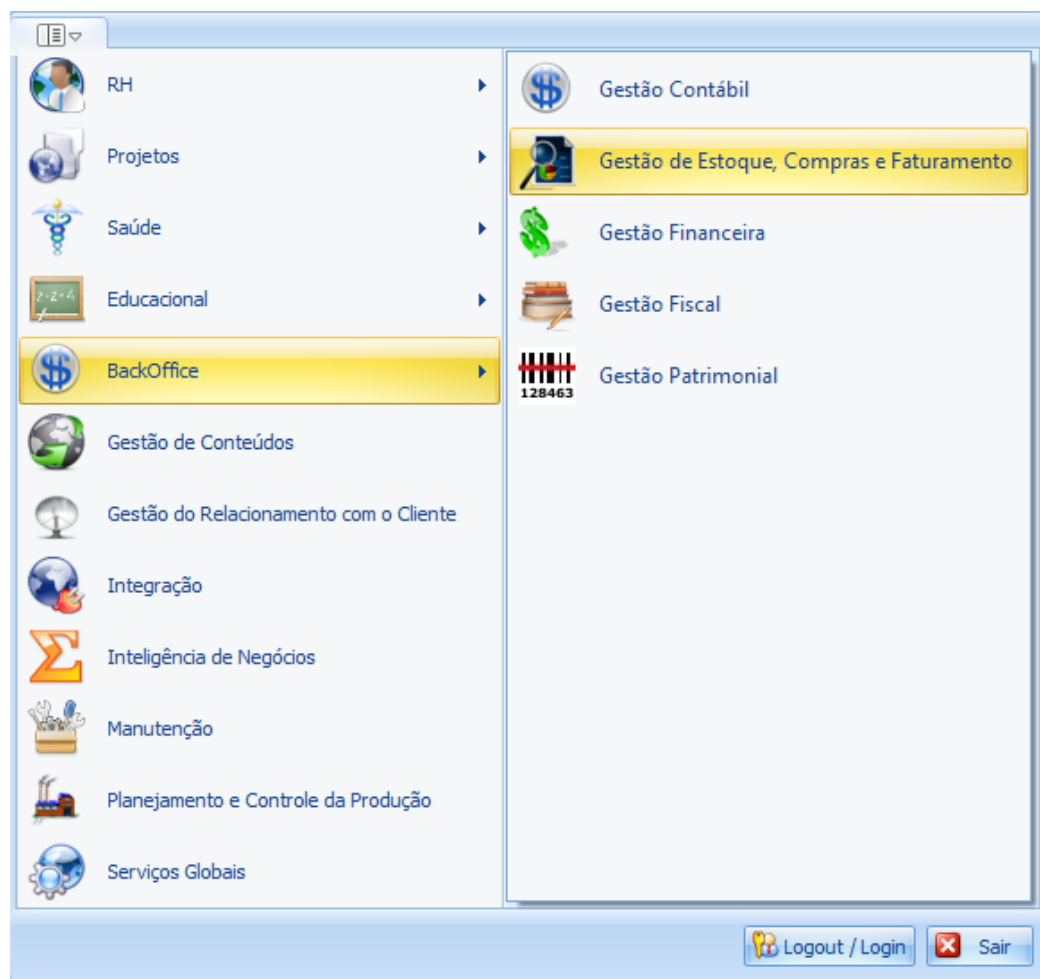 RH
Projetos
Saúde
Educacional
BackOffice
Gestão de Conteúdos
Gestão do Relacionamento com o Cliente
Integração
Inteligência de Negócios
Manutenção
Planejamento e Controle da Produção
Serviços Globais
Gestão Contábil
Gestão de Estoque, Compras e Faturamento
Gestão Financeira
Gestão Fiscal
128463
Gestão Patrimonial
Logout / Login
Sair